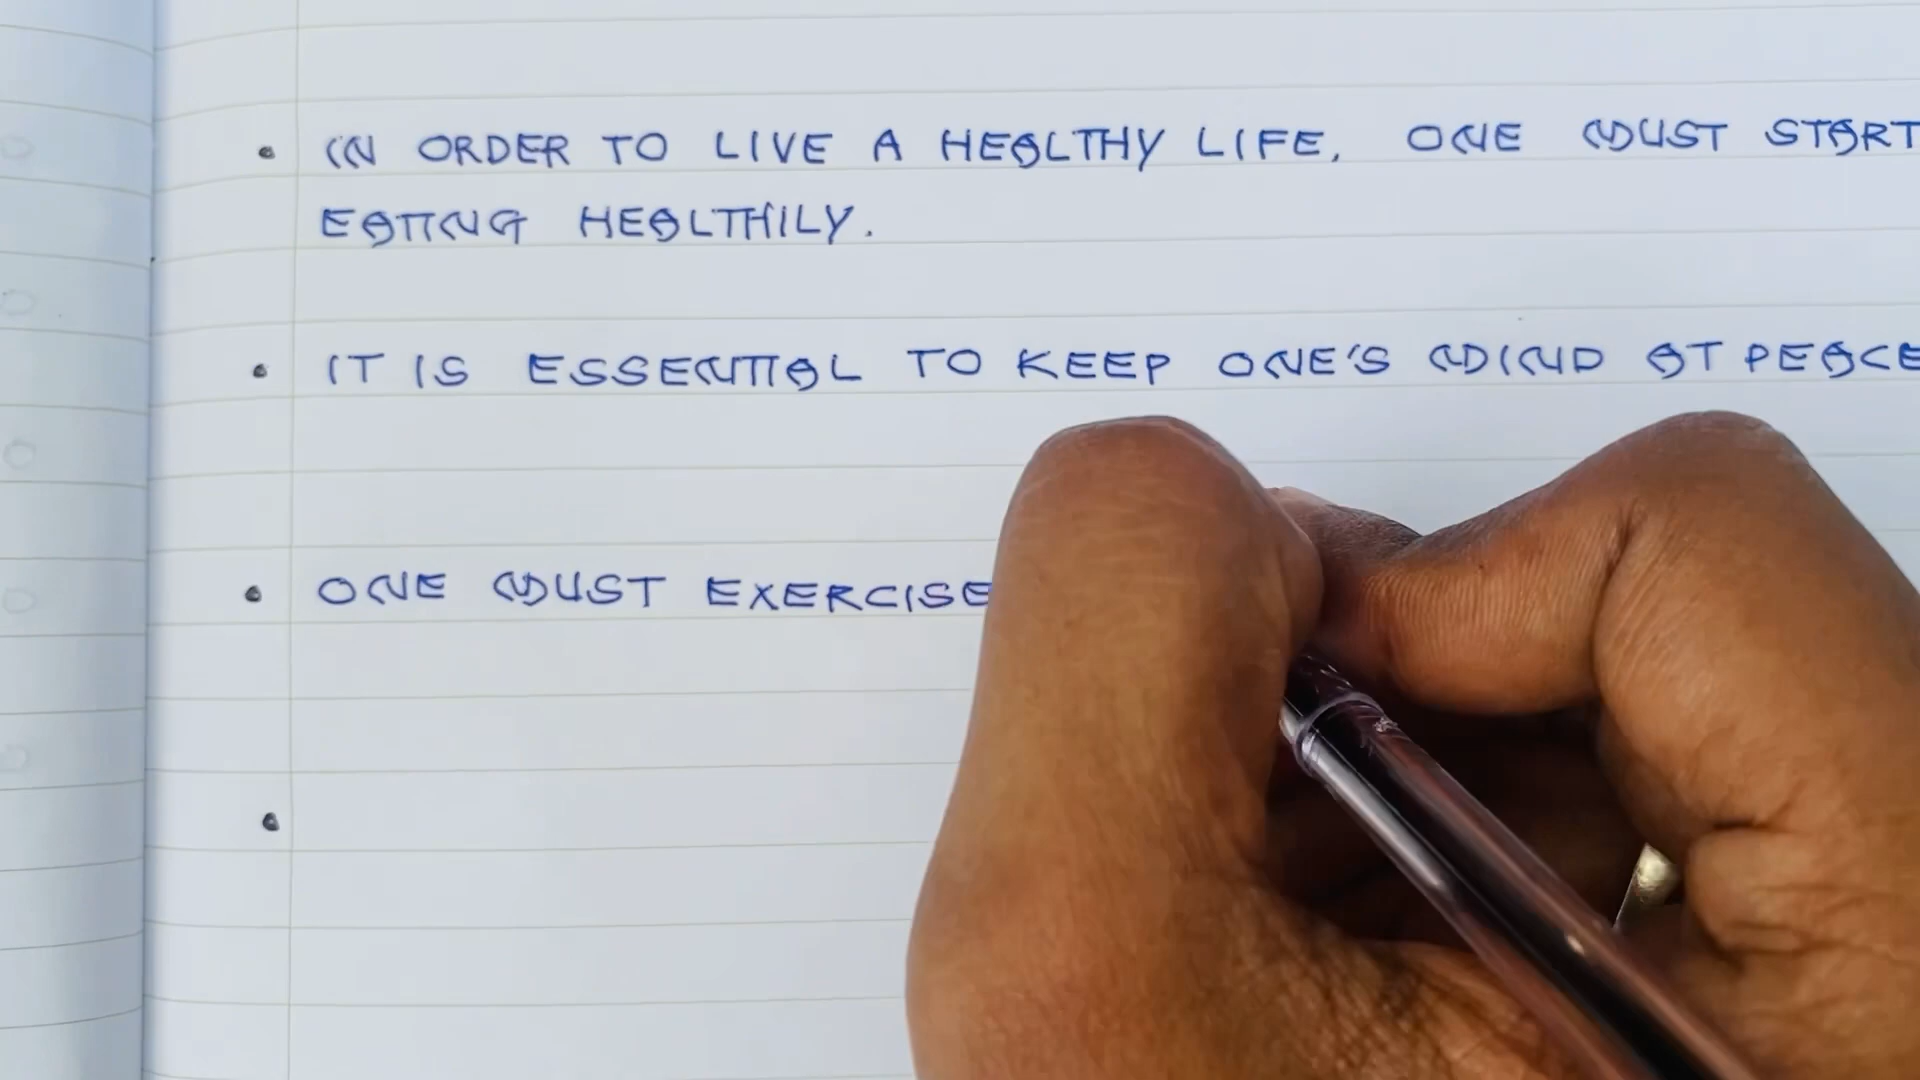 • IN ORDER TO LIVE A HEALTHY LIFE, ONE MUST START
EATING HEALTHILY.
• IT IS ESSENTIAL TO KEEP ONE'S MIND AT PEACE
• ONE MUST EXERCISE
•